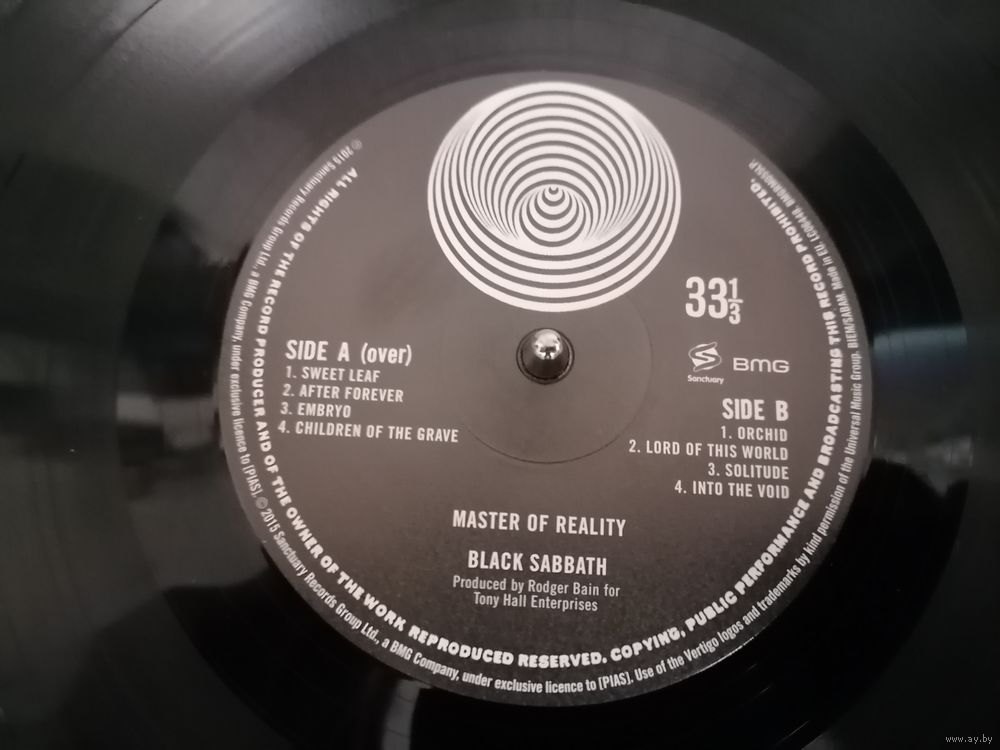 33⅓
Sanctuary
BMG
SIDE A (over)
1. SWEET LEAF
2. AFTER FOREVER
3. EMBRYO
4. CHILDREN OF THE GRAVE
SIDE B
1. ORCHID
2. LORD OF THIS WORLD
3. SOLITUDE
4. INTO THE VOID
MASTER OF REALITY
BLACK SABBATH
Produced by Rodger Bain for
Tony Hall Enterprises
ALL RIGHTS OF THE RECORD PRODUCER AND OF THE OWNER OF THE WORK REPRODUCED RESERVED. COPYING, PUBLIC PERFORMANCE AND BROADCASTING THIS RECORD PROHIBITED.
℗ 2015 Sanctuary Records Group Ltd., a BMG Company, under exclusive licence to [PIAS]. © 2015 Sanctuary Records Group Ltd., a BMG Company, under exclusive licence to [PIAS]. Use of the Vertigo logos and trademarks by kind permission of the Universal Music Group. BIEM/SABAM. Made in EU.
www.ay.by